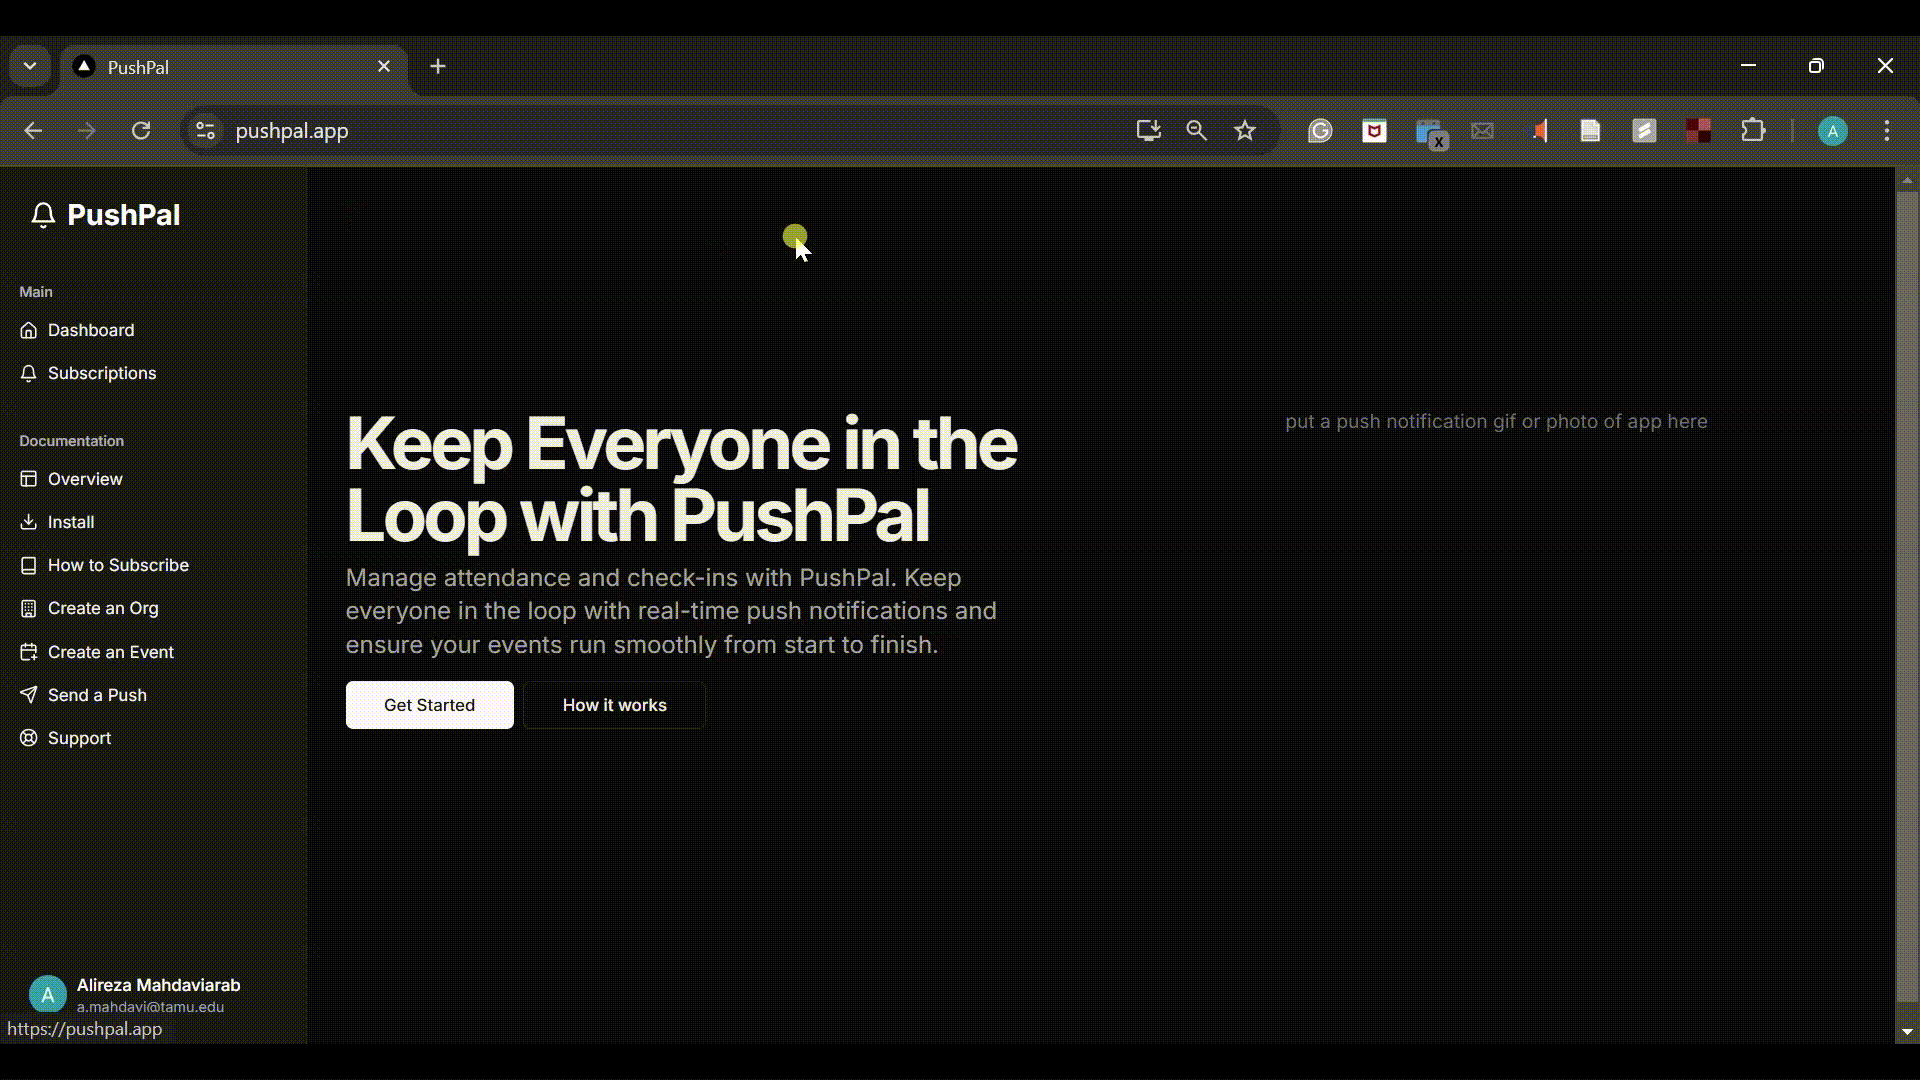 PushPal
pushpal.app
x
A
PushPal
Main
Dashboard
Subscriptions
Documentation
Overview
Install
How to Subscribe
Create an Org
Create an Event
Send a Push
Support
Keep Everyone in the
Loop with PushPal
Manage attendance and check-ins with PushPal. Keep
everyone in the loop with real-time push notifications and
ensure your events run smoothly from start to finish.
Get Started
How it works
put a push notification gif or photo of app here
A
Alireza Mahdaviarab
a.mahdavi@tamu.edu
https://pushpal.app